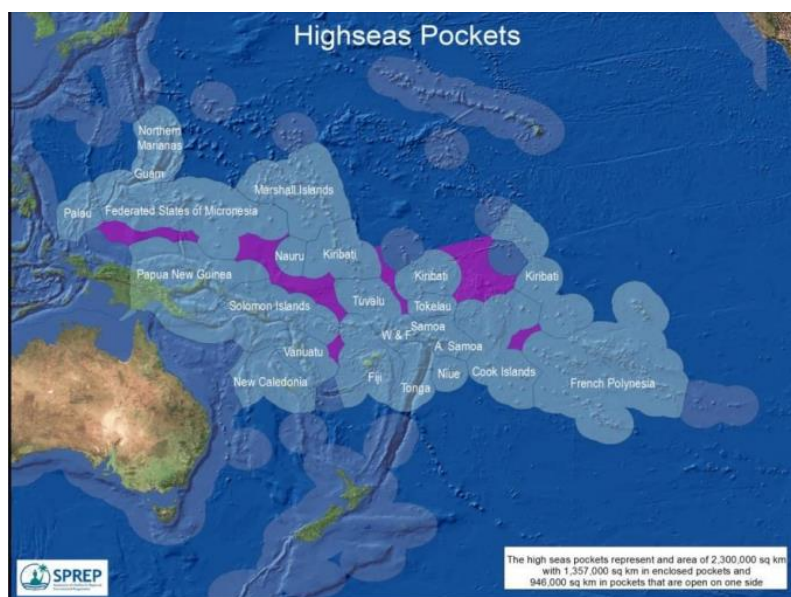 Highseas Pockets
Northern
Marianas
Guam
Marshall Islands
Palau
Federated States of Micronesia
Nauru
Kiribati
Papua New Guinea
Kiribati
Kiribati
Tuvalu
Solomon Islands
Tokelau
Samoa
W & F
A. Samoa
Vanuatu
Fiji
Niue
Cook Islands
New Caledonia
Tonga
French Polynesia
The high seas pockets represent and area of 2,300,000 sq km
with 1,357,000 sq km in enclosed pockets and
946,000 sq km in pockets that are open on one side
SPREP